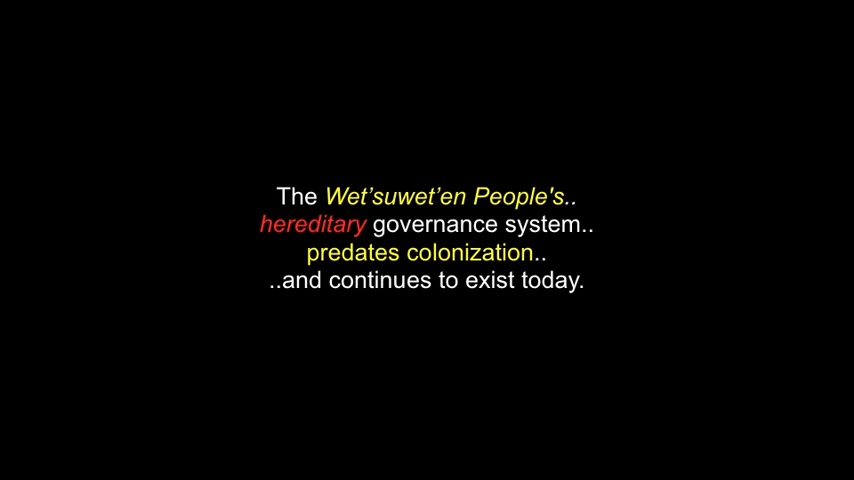 The Wet’suwet’en People's..
hereditary governance system..
predates colonization..
..and continues to exist today.